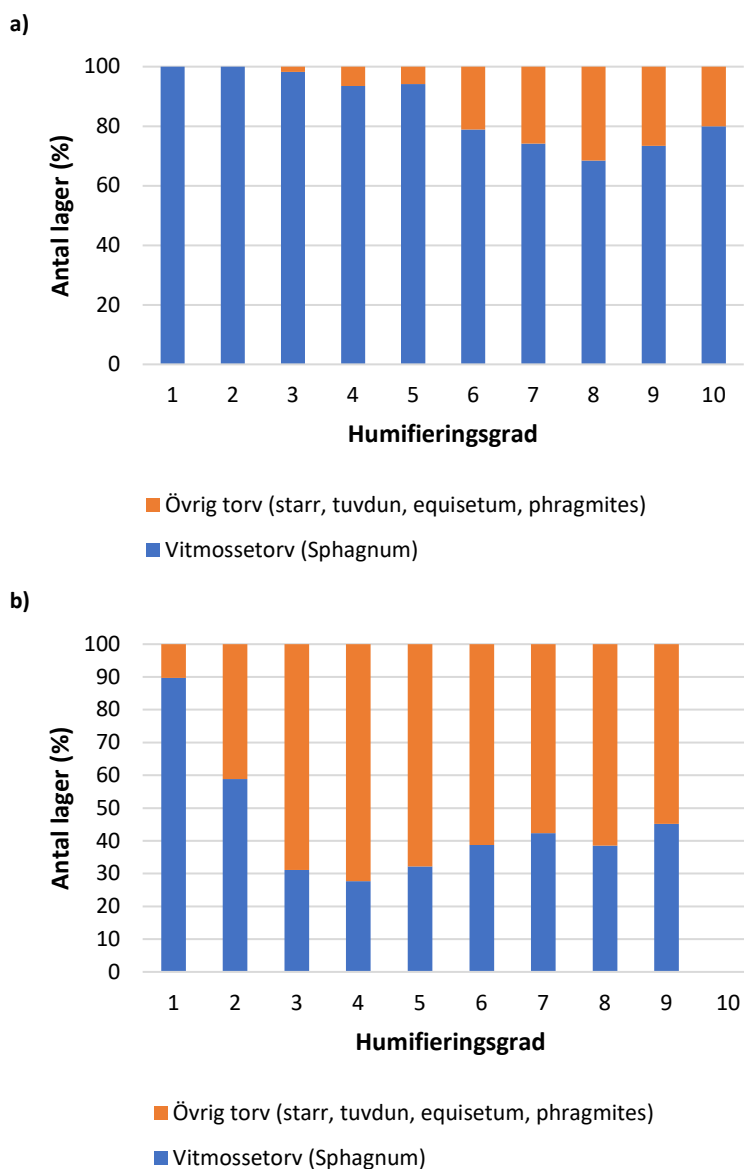 a)
100
80
60
40
20
0
Antal lager (%)
1 2 3 4 5 6 7 8 9 10
Humifieringsgrad
Övrig torv (starr, tuvdun, equisetum, phragmites)
Vitmossetorv (Sphagnum)
b)
100
90
80
70
60
50
40
30
20
10
0
Antal lager (%)
1 2 3 4 5 6 7 8 9 10
Humifieringsgrad
Övrig torv (starr, tuvdun, equisetum, phragmites)
Vitmossetorv (Sphagnum)